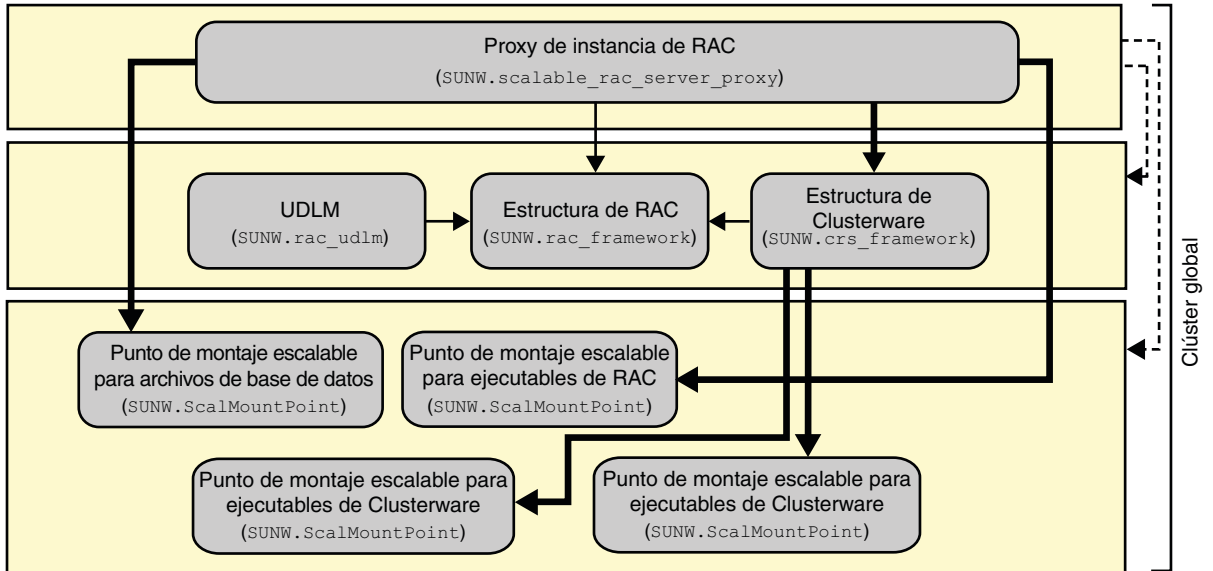 Proxy de instancia de RAC
(SUNW.scalable_rac_server_proxy)
UDLM
(SUNW.rac_udlm)
Estructura de RAC
(SUNW.rac_framework)
Estructura de
Clusterware
(SUNW.crs_framework)
Punto de montaje escalable
para archivos de base de datos
(SUNW.ScalMountPoint)
Punto de montaje escalable
para ejecutables de RAC
(SUNW.ScalMountPoint)
Punto de montaje escalable para
ejecutables de Clusterware
(SUNW.ScalMountPoint)
Punto de montaje escalable para
ejecutables de Clusterware
(SUNW.ScalMountPoint)
Clúster global